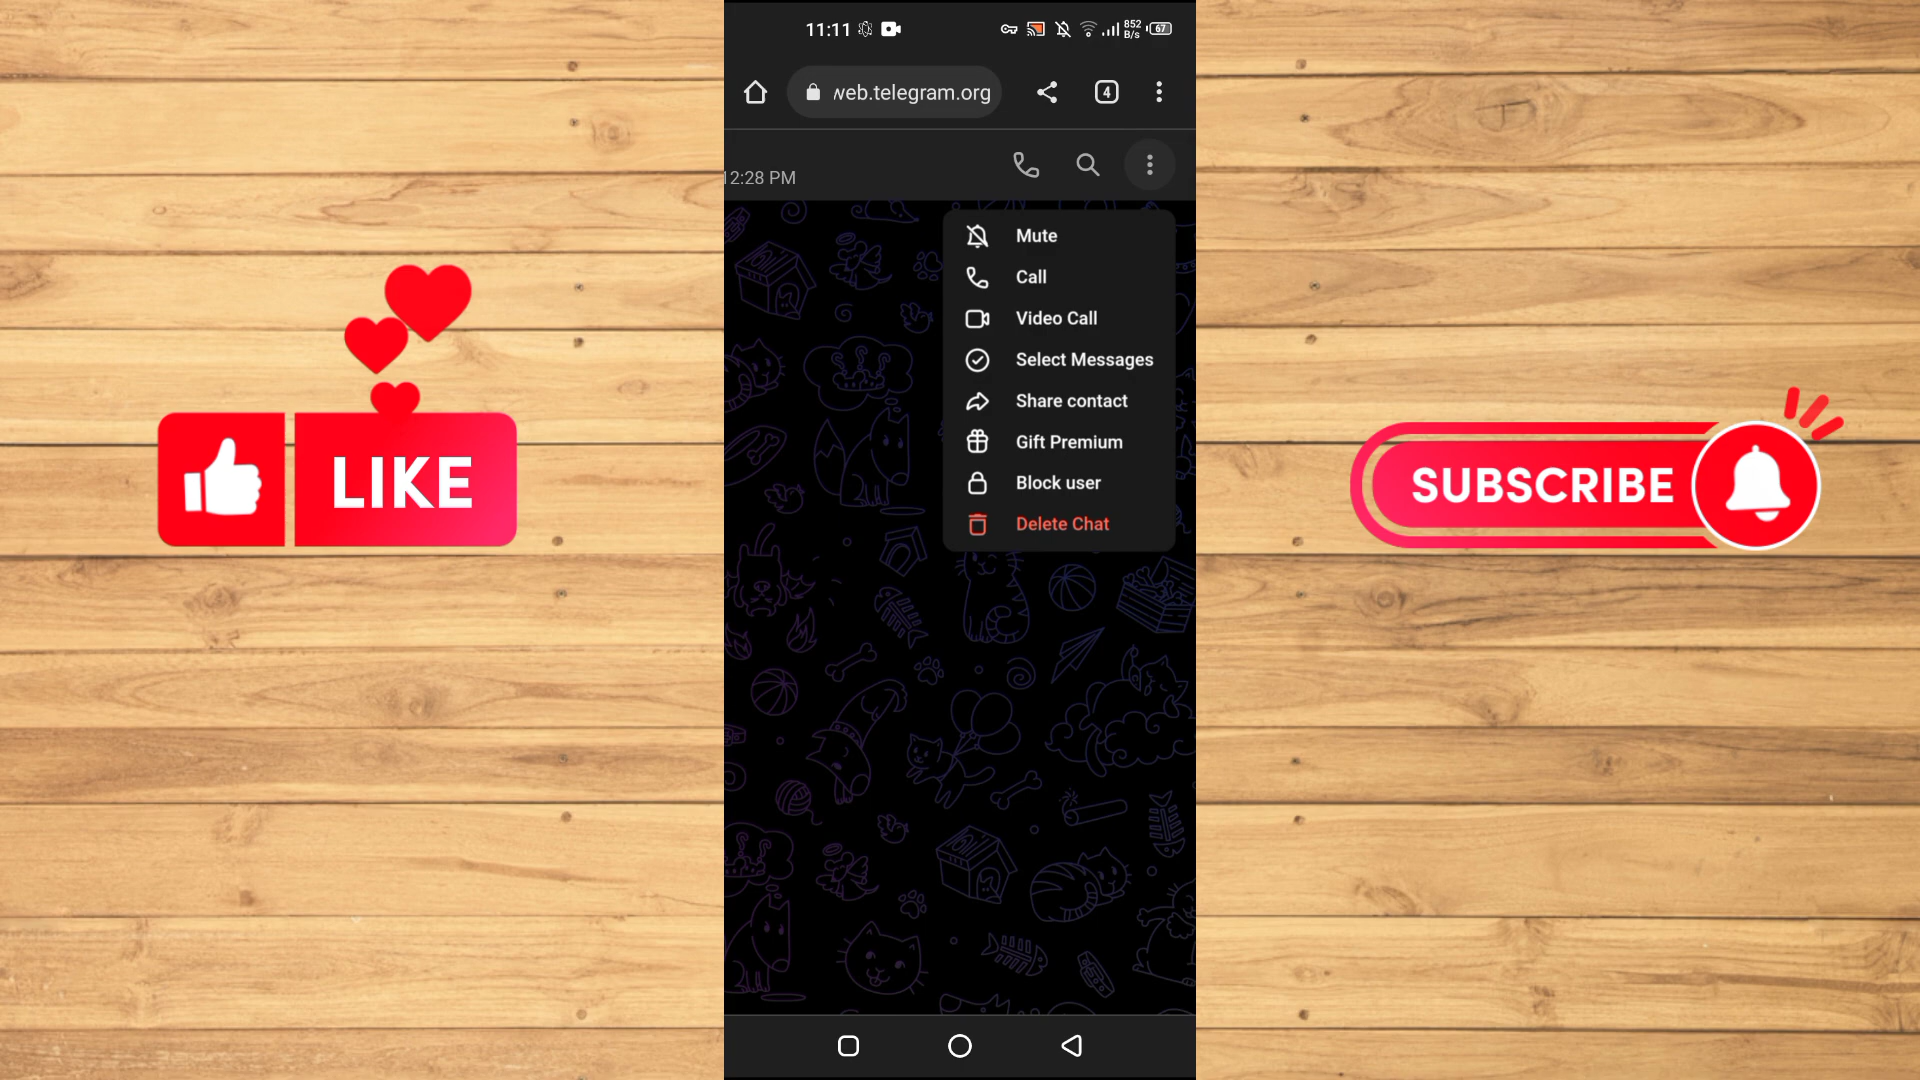 11:11
852
B/s
67
web.telegram.org
4
12:28 PM
Mute
Call
Video Call
Select Messages
Share contact
Gift Premium
Block user
Delete Chat
LIKE
SUBSCRIBE